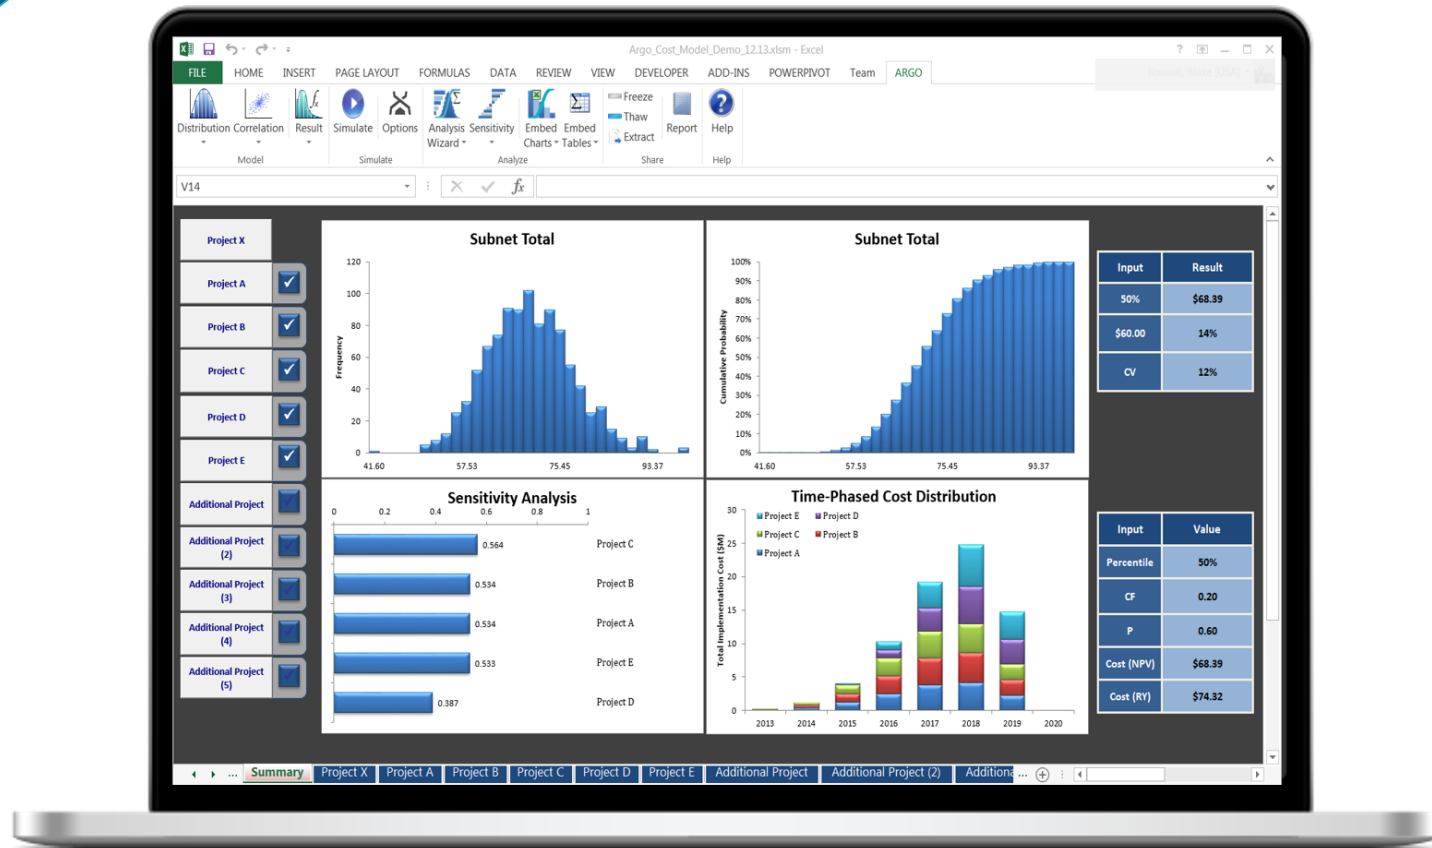 Argo_Cost_Model_Demo_12.13.xlsm - Excel
?
FILE HOME INSERT PAGE LAYOUT FORMULAS DATA REVIEW VIEW DEVELOPER ADD-INS POWERPIVOT Team ARGO
Distribution Correlation Result Simulate Options Analysis Wizard Sensitivity Embed Charts Embed Tables Freeze Thaw Extract Report Help
Model Simulate Analyze Share Help
V14
fx
Project X
Project A
Project B
Project C
Project D
Project E
Additional Project
Additional Project
(2)
Additional Project
(3)
Additional Project
(4)
Additional Project
(5)
Subnet Total
Frequency
120
100
80
60
40
20
0
41.60 57.53 75.45 93.37
Subnet Total
Cumulative Probability
100%
90%
80%
70%
60%
50%
40%
30%
20%
10%
0%
41.60 57.53 75.45 93.37
Input Result
50% $68.39
$60.00 14%
CV 12%
Sensitivity Analysis
0 0.2 0.4 0.6 0.8 1
0.564 Project C
0.534 Project B
0.534 Project A
0.533 Project E
0.387 Project D
Time-Phased Cost Distribution
Total Implementation Cost ($M)
Project E Project D
Project C Project B
Project A
30
25
20
15
10
5
0
2013 2014 2015 2016 2017 2018 2019 2020
Input Value
Percentile 50%
CF 0.20
P 0.60
Cost (NPV) $68.39
Cost (RY) $74.32
... Summary Project X Project A Project B Project C Project D Project E Additional Project Additional Project (2) Additiona ...